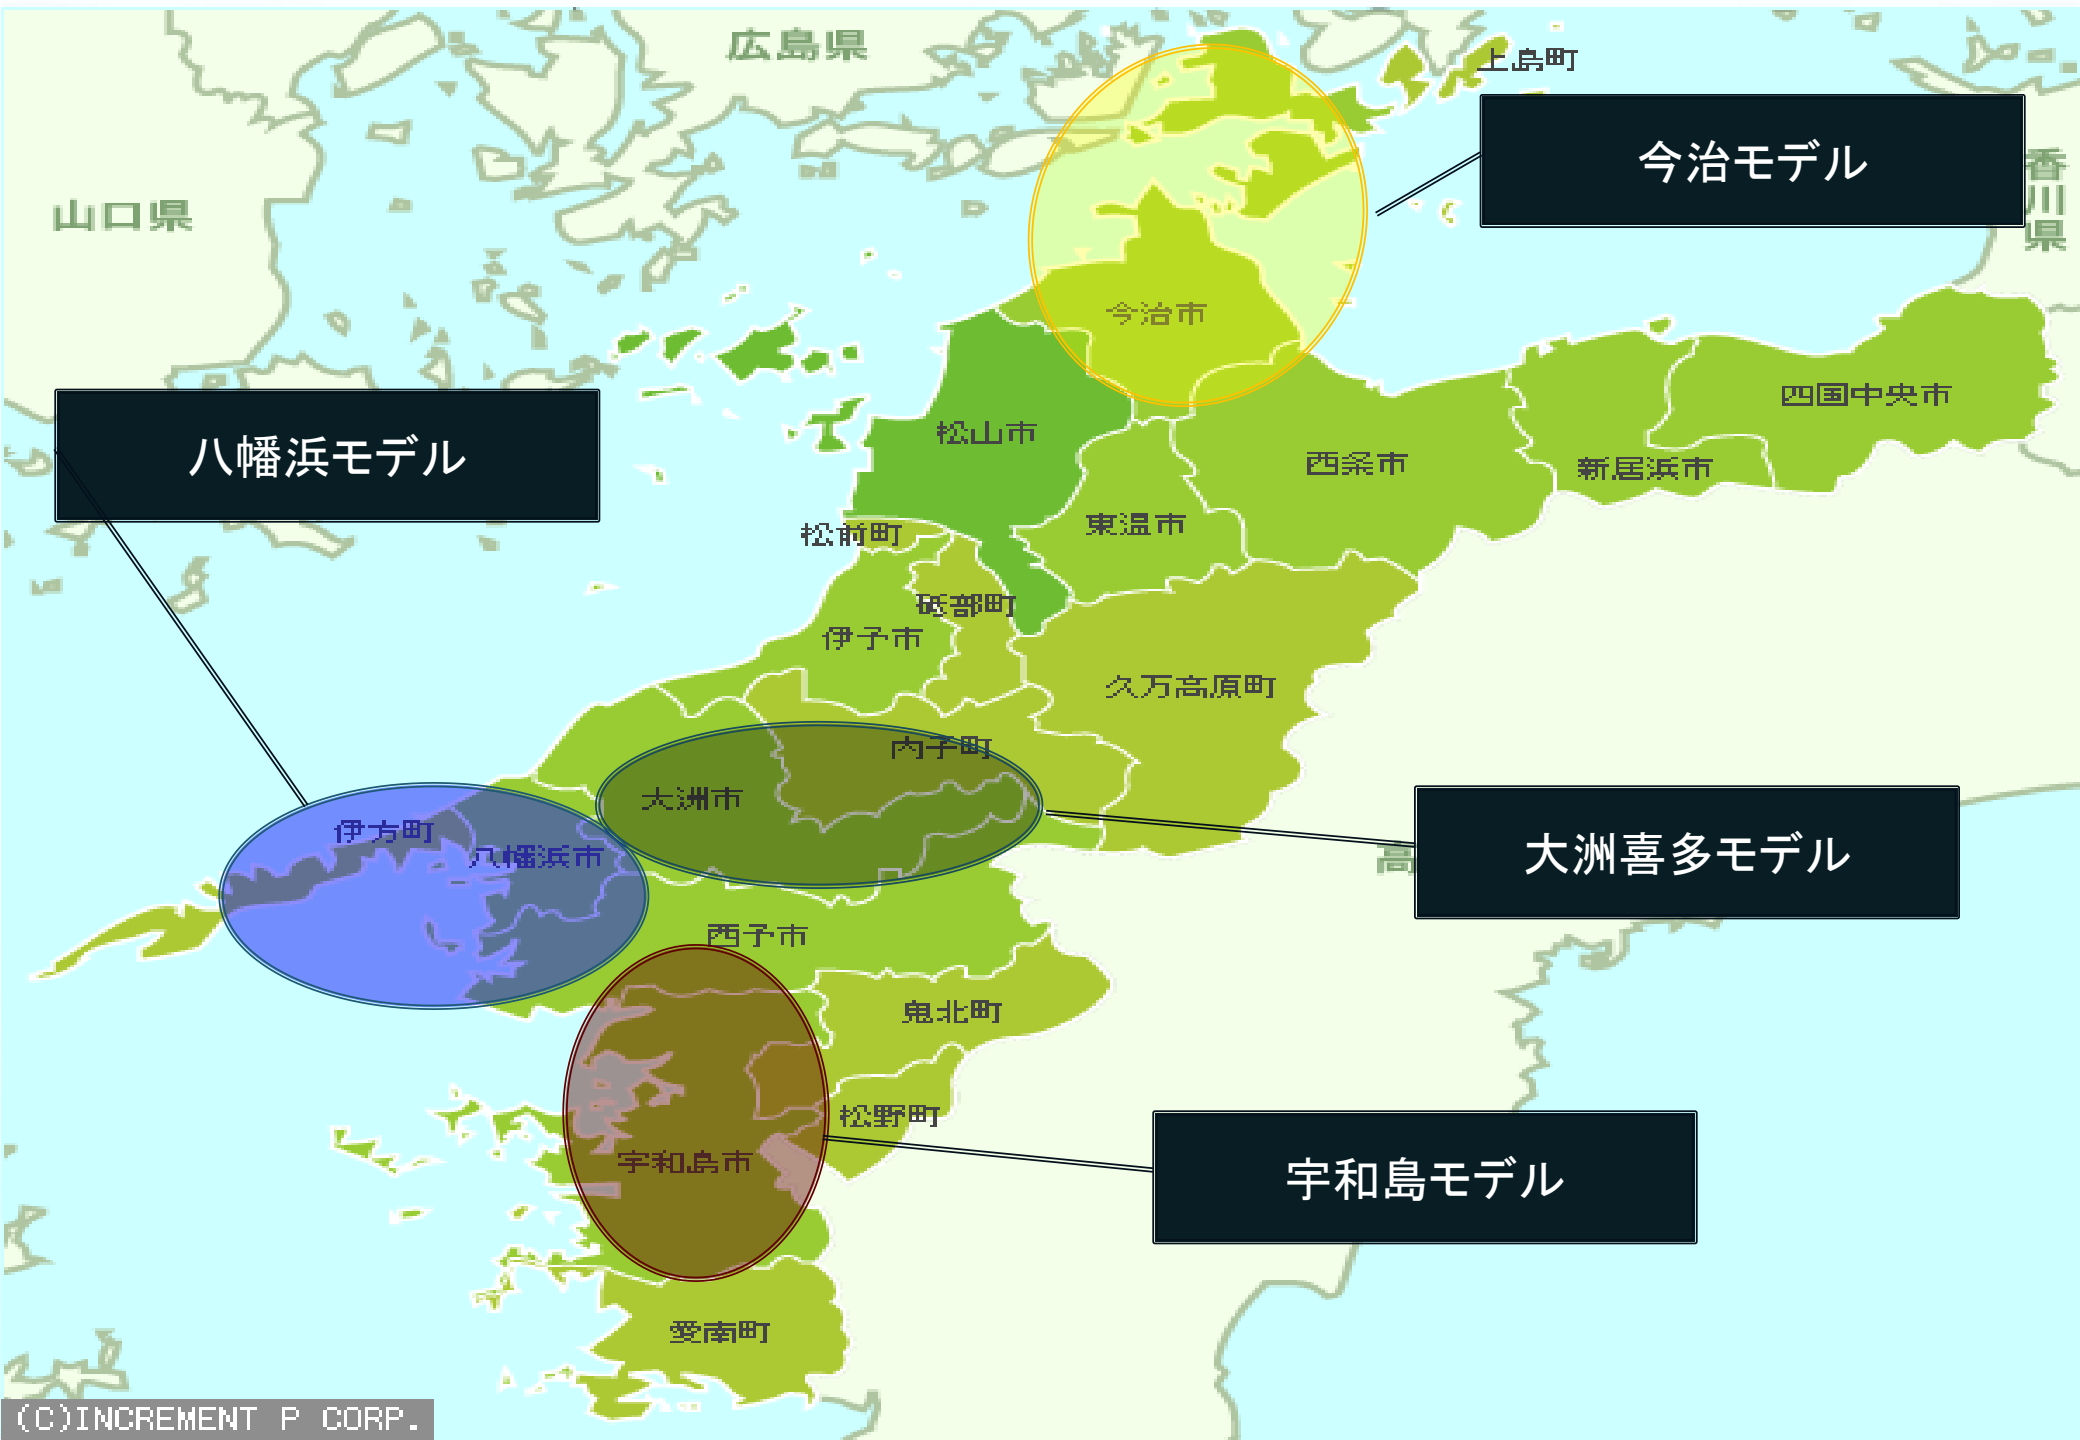 広島県
上島町
今治モデル
香川県
山口県
今治市
四国中央市
八幡浜モデル
松山市
西条市
新居浜市
東温市
松前町
砥部町
伊予市
久万高原町
内子町
大洲市
伊方町
八幡浜市
大洲喜多モデル
高
西予市
鬼北町
松野町
宇和島市
宇和島モデル
愛南町
(C)INCREMENT P CORP.